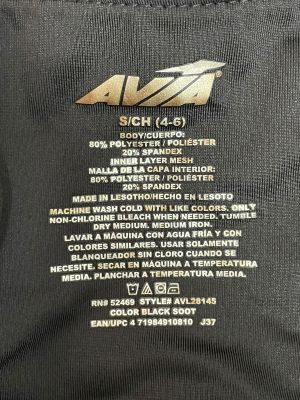 AVIA
S/CH (4-6)
BODY/CUERPO:
80% POLYESTER / POLIÉSTER
20% SPANDEX
INNER LAYER MESH
MALLA DE LA CAPA INTERIOR:
80% POLYESTER / POLIÉSTER
20% SPANDEX
MADE IN LESOTHO/HECHO EN LESOTO
MACHINE WASH COLD WITH LIKE COLORS. ONLY
NON-CHLORINE BLEACH WHEN NEEDED. TUMBLE
DRY MEDIUM. MEDIUM IRON.
LAVAR A MÁQUINA CON AGUA FRÍA Y CON
COLORES SIMILARES. USAR SOLAMENTE
BLANQUEADOR SIN CLORO CUANDO SE
NECESITE. SECAR EN MÁQUINA A TEMPERATURA
MEDIA. PLANCHAR A TEMPERATURA MEDIA.
RN# 52469 STYLE# AVL28145
COLOR BLACK SOOT
EAN/UPC 4 71984910810 J37